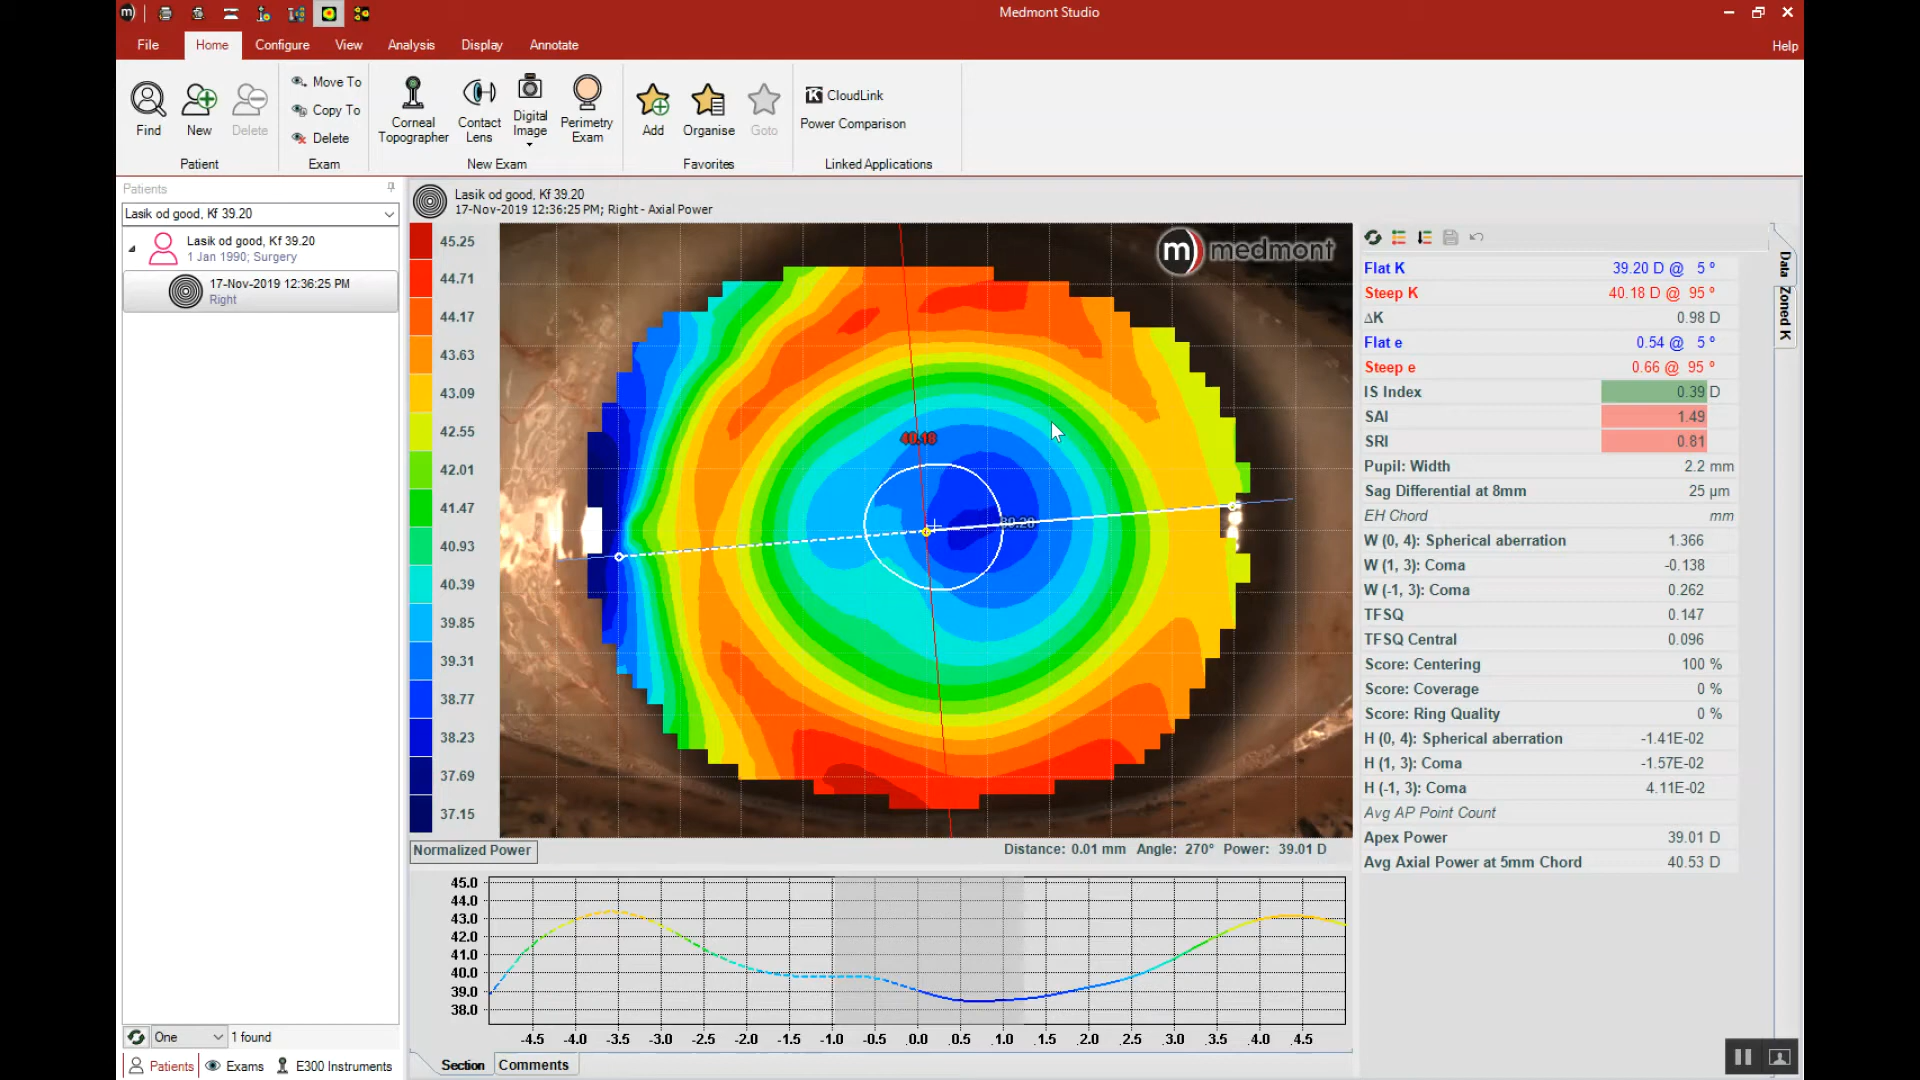 m Medmont Studio
File Home Configure View Analysis Display Annotate Help
Find New Delete
Patient
Move To
Copy To
Delete
Exam
Corneal Topographer
Contact Lens
Digital Image
Perimetry Exam
New Exam
Add Organise Goto
Favorites
CloudLink
Power Comparison
Linked Applications
Patients
Lasik od good, Kf 39.20
Lasik od good, Kf 39.20
1 Jan 1990; Surgery
17-Nov-2019 12:36:25 PM
Right
One 1 found
Patients Exams E300 Instruments
Lasik od good, Kf 39.20
17-Nov-2019 12:36:25 PM; Right - Axial Power
45.25
44.71
44.17
43.63
43.09
42.55
42.01
41.47
40.93
40.39
39.85
39.31
38.77
38.23
37.69
37.15
m medmont
40.18
39.20
Normalized Power
Distance: 0.01 mm Angle: 270° Power: 39.01 D
45.0
44.0
43.0
42.0
41.0
40.0
39.0
38.0
-4.5 -4.0 -3.5 -3.0 -2.5 -2.0 -1.5 -1.0 -0.5 .0.0 .0.5 .1.0 1.5 2.0 2.5 3.0 3.5 4.0 4.5
Section Comments
Flat K 39.20 D @ 5 °
Steep K 40.18 D @ 95 °
ΔK 0.98 D
Flat e 0.54 @ 5 °
Steep e 0.66 @ 95 °
IS Index 0.39 D
SAI 1.49
SRI 0.81
Pupil: Width 2.2 mm
Sag Differential at 8mm 25 µm
EH Chord mm
W (0, 4): Spherical aberration 1.366
W (1, 3): Coma -0.138
W (-1, 3): Coma 0.262
TFSQ 0.147
TFSQ Central 0.096
Score: Centering 100 %
Score: Coverage 0 %
Score: Ring Quality 0 %
H (0, 4): Spherical aberration -1.41E-02
H (1, 3): Coma -1.57E-02
H (-1, 3): Coma 4.11E-02
Avg AP Point Count
Apex Power 39.01 D
Avg Axial Power at 5mm Chord 40.53 D
Data
Zoned K